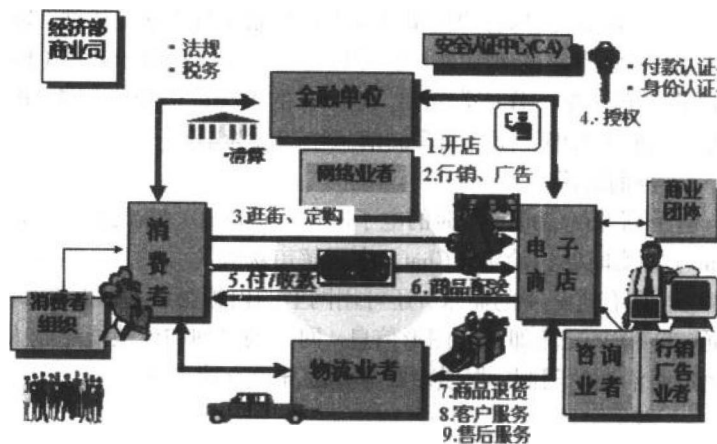 经济部
商业司
·法规
·税务
安全认证中心(CA)
·付款认证
·身份认证
4.·授权
金融单位
·清算
1.开店
2.行销、广告
网络业者
商业
团体
3.逛街、定购
消
费
者
电子
商店
5.付/收款
6.商品配送
消费者
组织
物流业者
咨询
业者
行销
广告
业者
7.商品退货
8.客户服务
9.售后服务